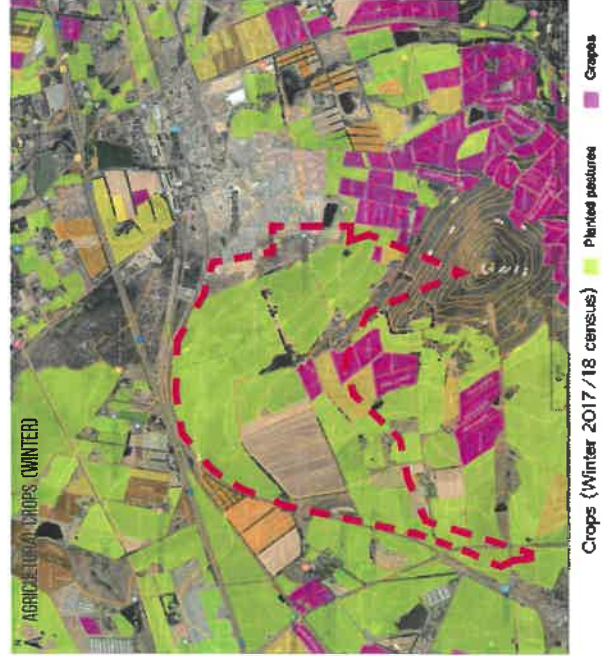 N
AGRICULTURAL CROPS (WINTER)
Crops (Winter 2017/18 census)
Planted pastures
Grapes